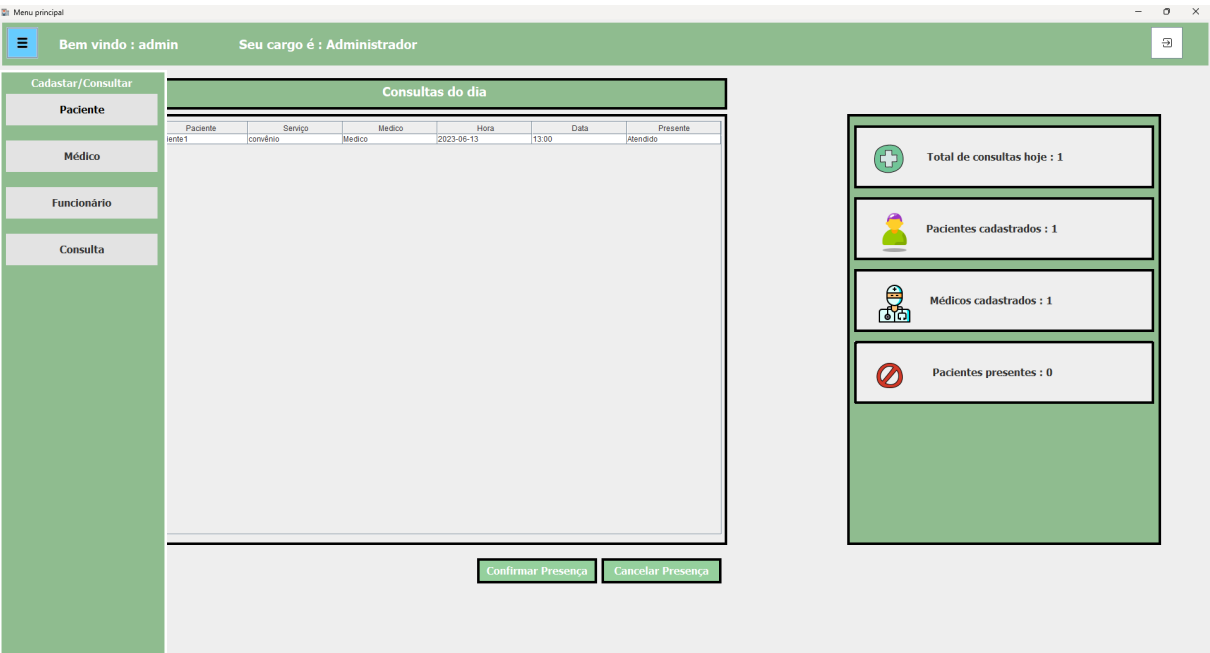 Menu principal
Bem vindo : admin Seu cargo é : Administrador
Cadastar/Consultar
Paciente
Médico
Funcionário
Consulta
Consultas do dia
Paciente Serviço Medico Hora Data Presente
iente1 convênio Medico 2023-06-13 13:00 Atendido
Confirmar Presença Cancelar Presença
Total de consultas hoje : 1
Pacientes cadastrados : 1
Médicos cadastrados : 1
Pacientes presentes : 0